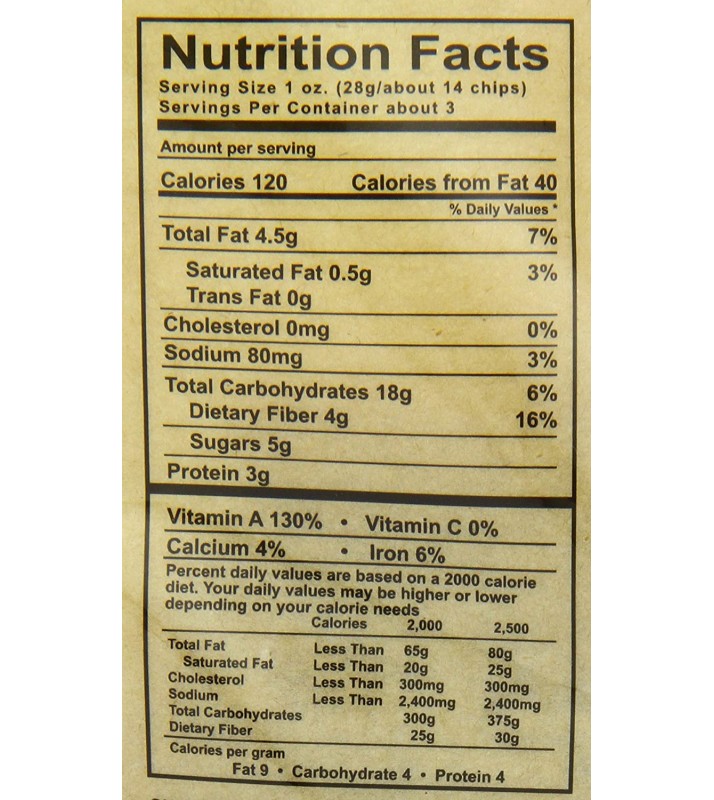 Nutrition Facts
Serving Size 1 oz. (28g/about 14 chips)
Servings Per Container about 3
Amount per serving
Calories 120 Calories from Fat 40
% Daily Values *
Total Fat 4.5g 7%
Saturated Fat 0.5g 3%
Trans Fat 0g
Cholesterol 0mg 0%
Sodium 80mg 3%
Total Carbohydrates 18g 6%
Dietary Fiber 4g 16%
Sugars 5g
Protein 3g
Vitamin A 130% • Vitamin C 0%
Calcium 4% • Iron 6%
Percent daily values are based on a 2000 calorie
diet. Your daily values may be higher or lower
depending on your calorie needs
Calories 2,000 2,500
Total Fat Less Than 65g 80g
Saturated Fat Less Than 20g 25g
Cholesterol Less Than 300mg 300mg
Sodium Less Than 2,400mg 2,400mg
Total Carbohydrates 300g 375g
Dietary Fiber 25g 30g
Calories per gram
Fat 9 • Carbohydrate 4 • Protein 4